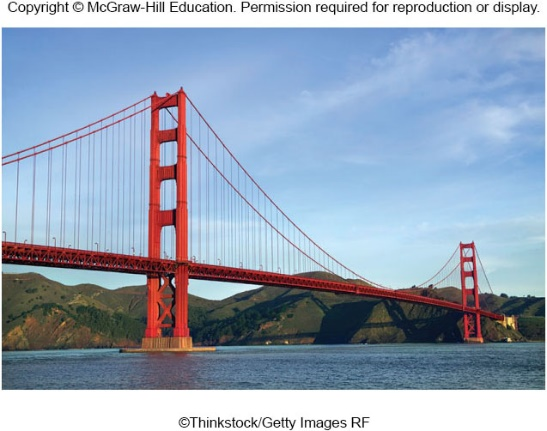 Copyright © McGraw-Hill Education. Permission required for reproduction or display.
©Thinkstock/Getty Images RF